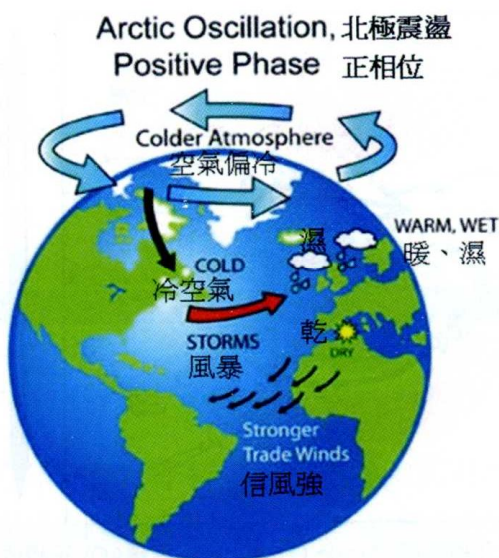 Arctic Oscillation, 北極震盪
Positive Phase 正相位
Colder Atmosphere
空氣偏冷
濕
WARM, WET
暖、濕
COLD
冷空氣
STORMS
風暴
乾
DRY
Stronger
Trade Winds
信風強